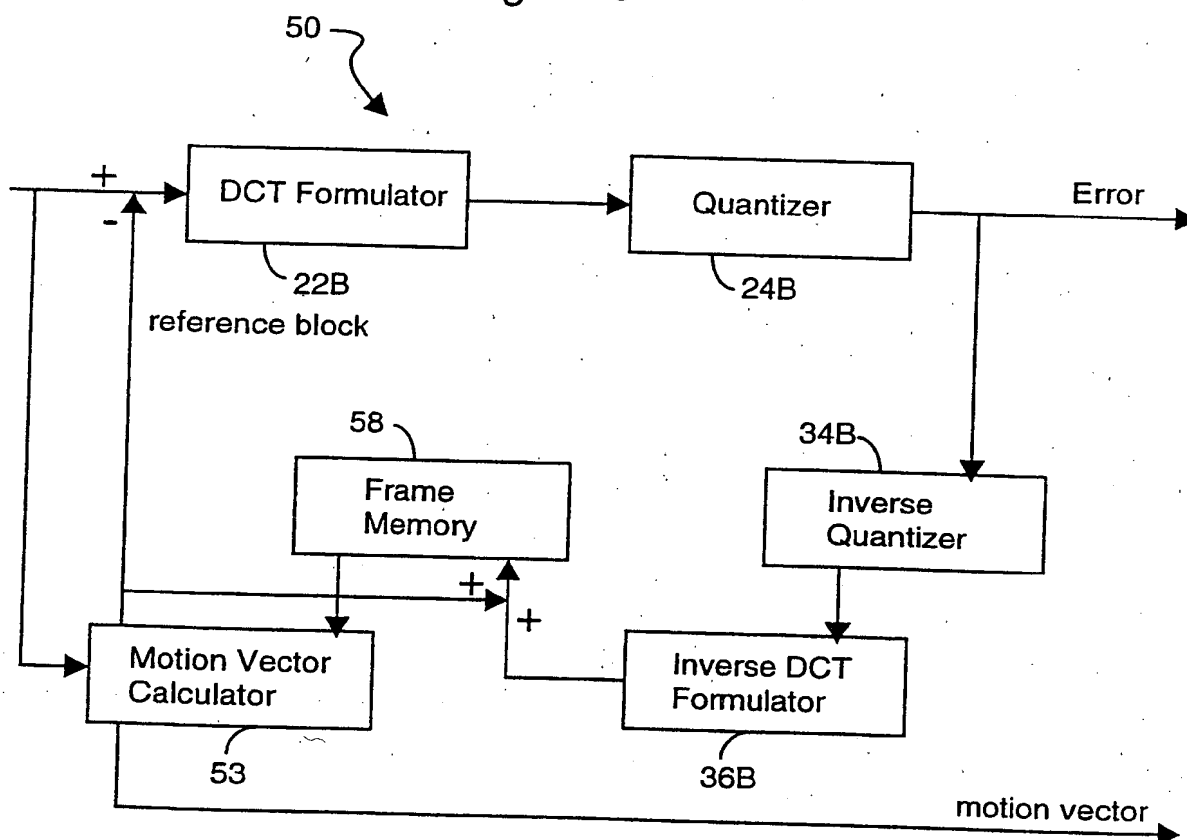 50
+
DCT Formulator
Quantizer
Error
-
22B
24B
reference block
58
34B
Frame
Memory
Inverse
Quantizer
+
+
Motion Vector
Calculator
Inverse DCT
Formulator
53
36B
motion vector